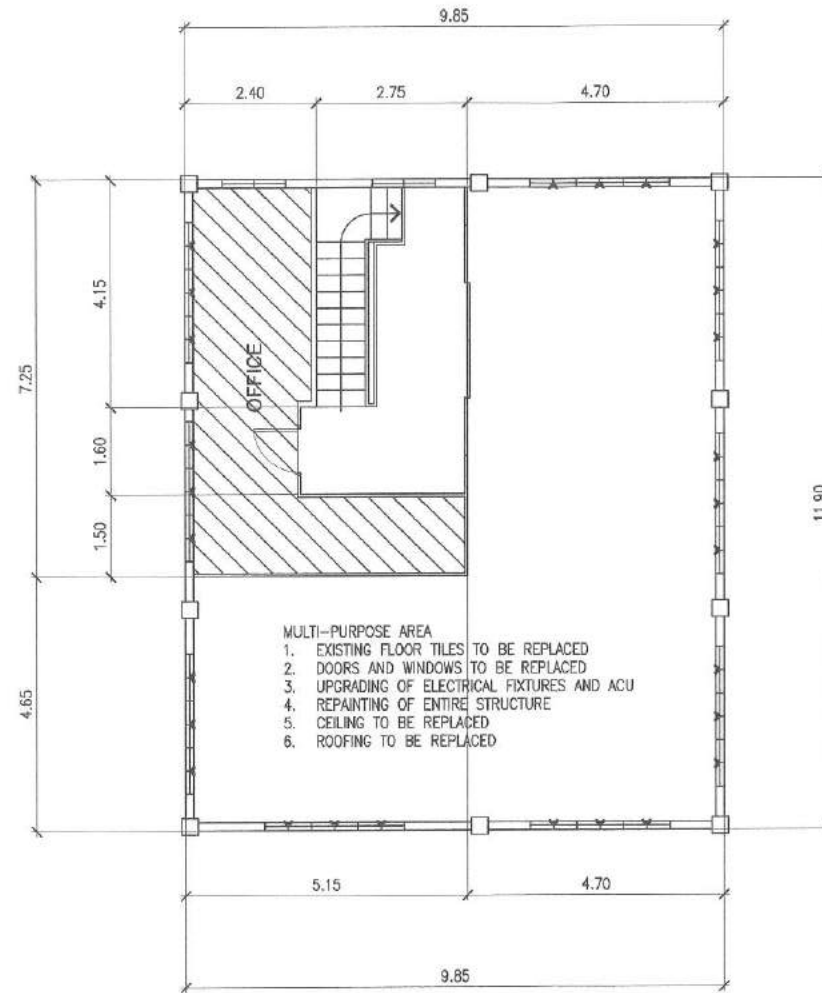 9.85
2.40 2.75 4.70
4.15
7.25
OFFICE
1.60
1.50
11.90
4.65
MULTI-PURPOSE AREA
1. EXISTING FLOOR TILES TO BE REPLACED
2. DOORS AND WINDOWS TO BE REPLACED
3. UPGRADING OF ELECTRICAL FIXTURES AND ACU
4. REPAINTING OF ENTIRE STRUCTURE
5. CEILING TO BE REPLACED
6. ROOFING TO BE REPLACED
5.15 4.70
9.85